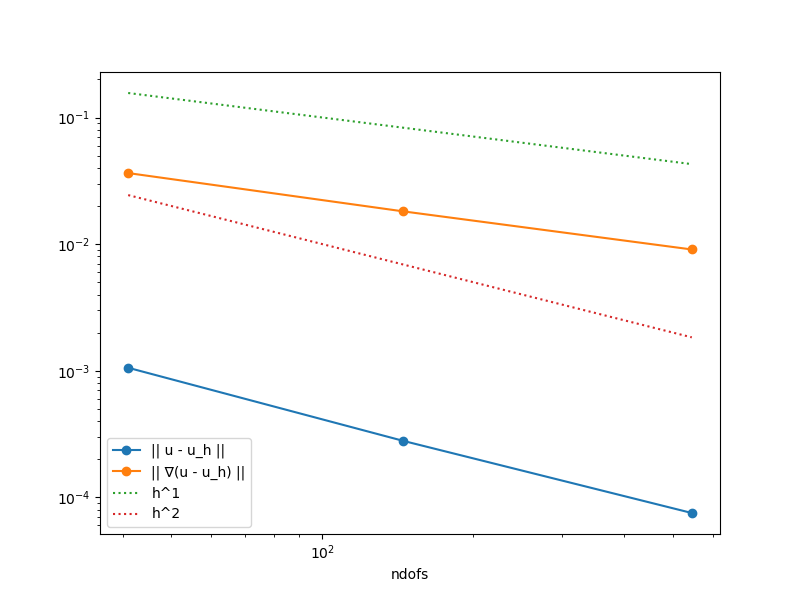 10^{-1}
10^{-2}
10^{-3}
10^{-4}
|| u - u_h ||
|| ∇(u - u_h) ||
h^1
h^2
10^2
ndofs